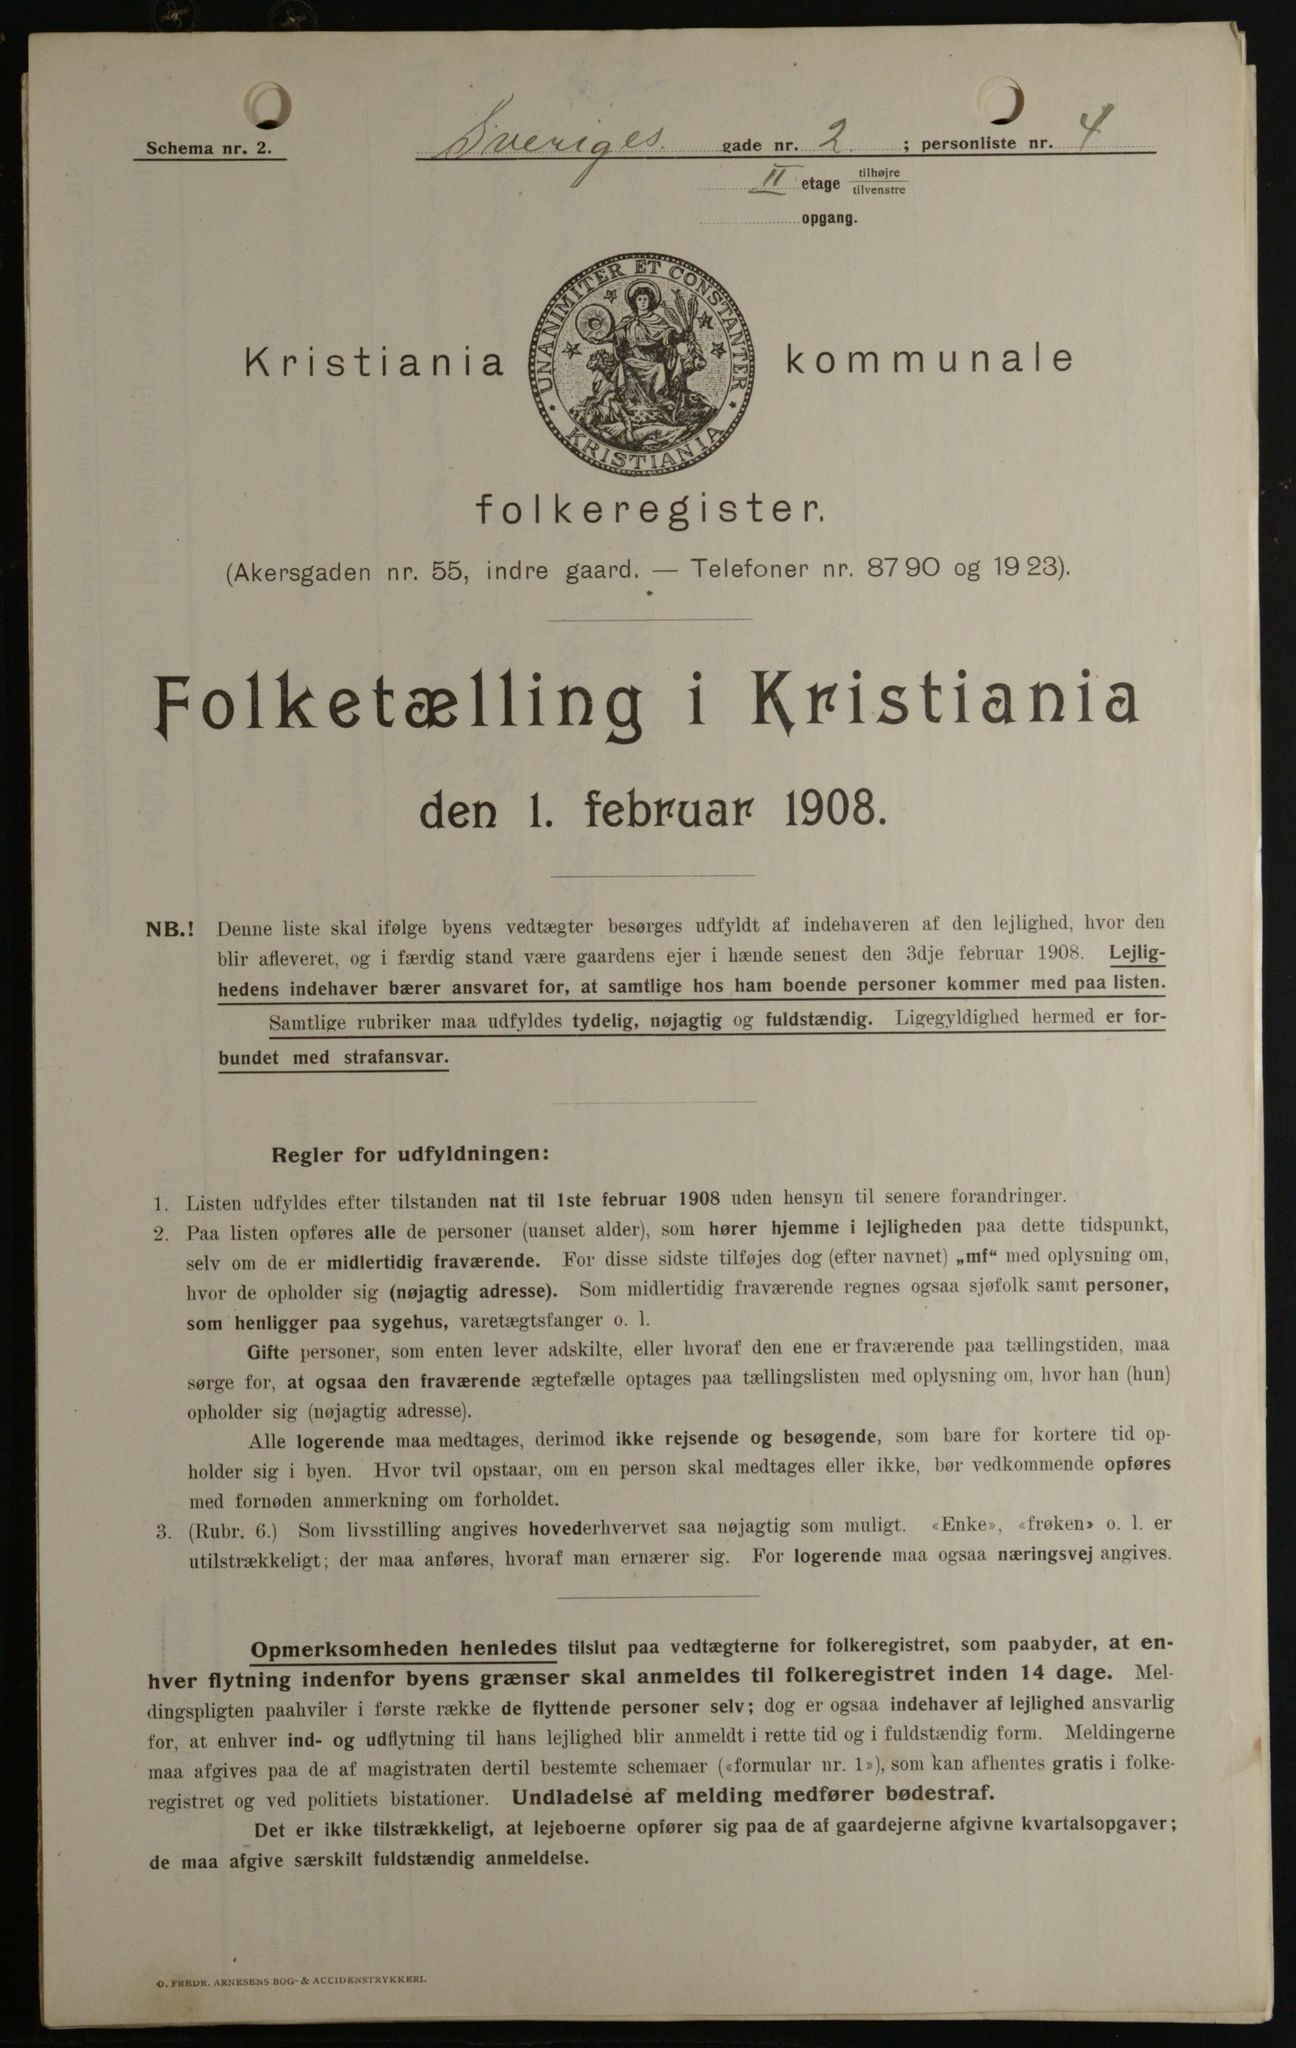 Schema nr. 2.
Sveriges gade nr. 2 ; personliste nr. 4
II etage tilhøjre
tilvenstre
opgang.
UNANIMITER ET CONSTANTER
KRISTIANIA
Kristiania kommunale
folkeregister.
(Akersgaden nr. 55, indre gaard. — Telefoner nr. 8790 og 1923).
Folketælling i Kristiania
den 1. februar 1908.
NB.! Denne liste skal ifølge byens vedtægter besørges udfyldt af indehaveren af den lejlighed, hvor den
blir afleveret, og i færdig stand være gaardens ejer i hænde senest den 3dje februar 1908. Lejlig-
hedens indehaver bærer ansvaret for, at samtlige hos ham boende personer kommer med paa listen.
Samtlige rubriker maa udfyldes tydelig, nøjagtig og fuldstændig. Ligegyldighed hermed er for-
bundet med strafansvar.
Regler for udfyldningen:
1. Listen udfyldes efter tilstanden nat til 1ste februar 1908 uden hensyn til senere forandringer.
2. Paa listen opføres alle de personer (uanset alder), som hører hjemme i lejligheden paa dette tidspunkt,
selv om de er midlertidig fraværende. For disse sidste tilføjes dog (efter navnet) „mf“ med oplysning om,
hvor de opholder sig (nøjagtig adresse). Som midlertidig fraværende regnes ogsaa sjøfolk samt personer,
som henligger paa sygehus, varetægtsfanger o. l.
Gifte personer, som enten lever adskilte, eller hvoraf den ene er fraværende paa tællingstiden, maa
sørge for, at ogsaa den fraværende ægtefælle optages paa tællingslisten med oplysning om, hvor han (hun)
opholder sig (nøjagtig adresse).
Alle logerende maa medtages, derimod ikke rejsende og besøgende, som bare for kortere tid op-
holder sig i byen. Hvor tvil opstaar, om en person skal medtages eller ikke, bør vedkommende opføres
med fornøden anmerkning om forholdet.
3. (Rubr. 6.) Som livsstilling angives hovederhvervet saa nøjagtig som muligt. «Enke», «frøken» o. l. er
utilstrækkeligt; der maa anføres, hvoraf man ernærer sig. For logerende maa ogsaa næringsvej angives.
Opmerksomheden henledes tilslut paa vedtægterne for folkeregistret, som paabyder, at en-
hver flytning indenfor byens grænser skal anmeldes til folkeregistret inden 14 dage. Mel-
dingspligten paahviler i første række de flyttende personer selv; dog er ogsaa indehaver af lejlighed ansvarlig
for, at enhver ind- og udflytning til hans lejlighed blir anmeldt i rette tid og i fuldstændig form. Meldingerne
maa afgives paa de af magistraten dertil bestemte schemaer («formular nr. 1»), som kan afhentes gratis i folke-
registret og ved politiets bistationer. Undladelse af melding medfører bødestraf.
Det er ikke tilstrækkeligt, at lejeboerne opfører sig paa de af gaardejerne afgivne kvartalsopgaver;
de maa afgive særskilt fuldstændig anmeldelse.
O. FREDR. ARNESENS BOG- & ACCIDENSTRYKKERI.